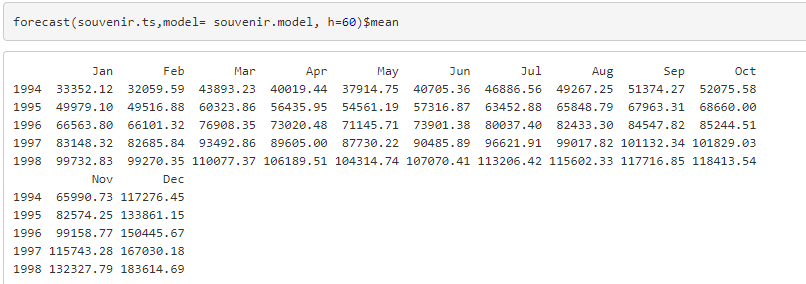 forecast(souvenir.ts,model= souvenir.model, h=60)$mean
Jan Feb Mar Apr May Jun Jul Aug Sep Oct
1994 33352.12 32059.59 43893.23 40019.44 37914.75 40705.36 46886.56 49267.25 51374.27 52075.58
1995 49979.10 49516.88 60323.86 56435.95 54561.19 57316.87 63452.88 65848.79 67963.31 68660.00
1996 66563.80 66101.32 76908.35 73020.48 71145.71 73901.38 80037.40 82433.30 84547.82 85244.51
1997 83148.32 82685.84 93492.86 89605.00 87730.22 90485.89 96621.91 99017.82 101132.34 101829.03
1998 99732.83 99270.35 110077.37 106189.51 104314.74 107070.41 113206.42 115602.33 117716.85 118413.54
Nov Dec
1994 65990.73 117276.45
1995 82574.25 133861.15
1996 99158.77 150445.67
1997 115743.28 167030.18
1998 132327.79 183614.69